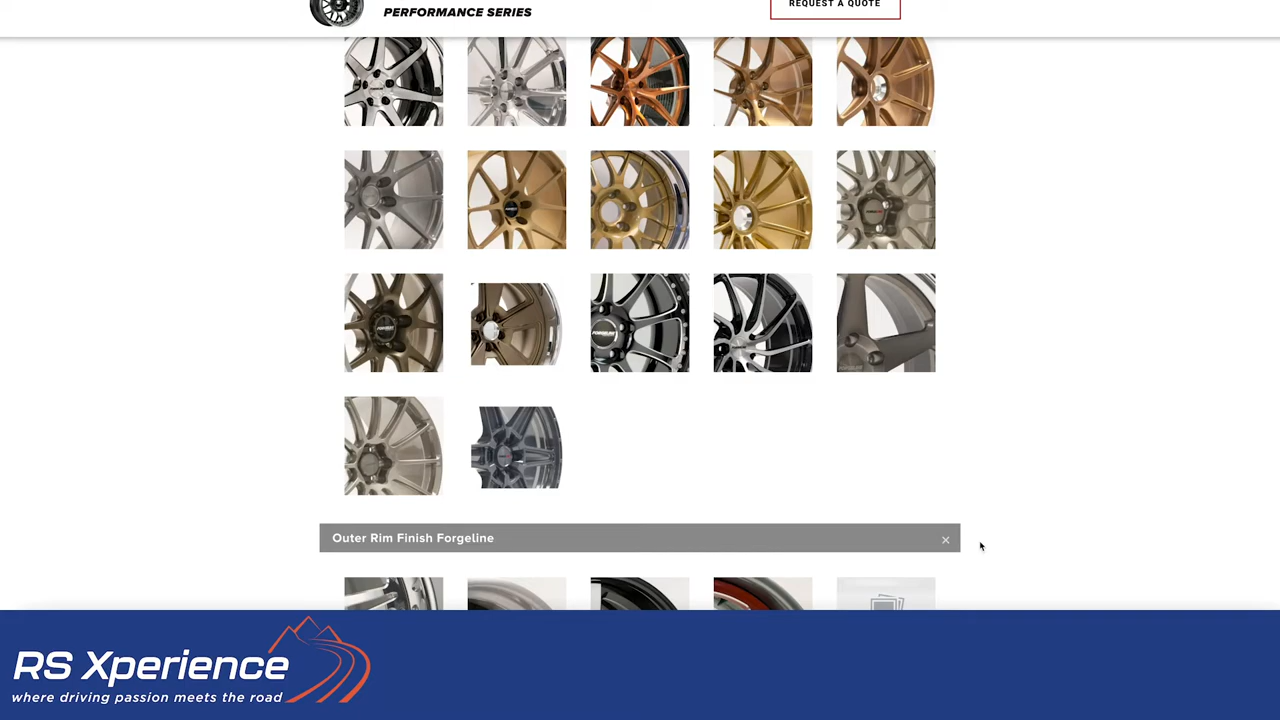 PERFORMANCE SERIES
REQUEST A QUOTE
Outer Rim Finish Forgeline
RS Xperience
where driving passion meets the road